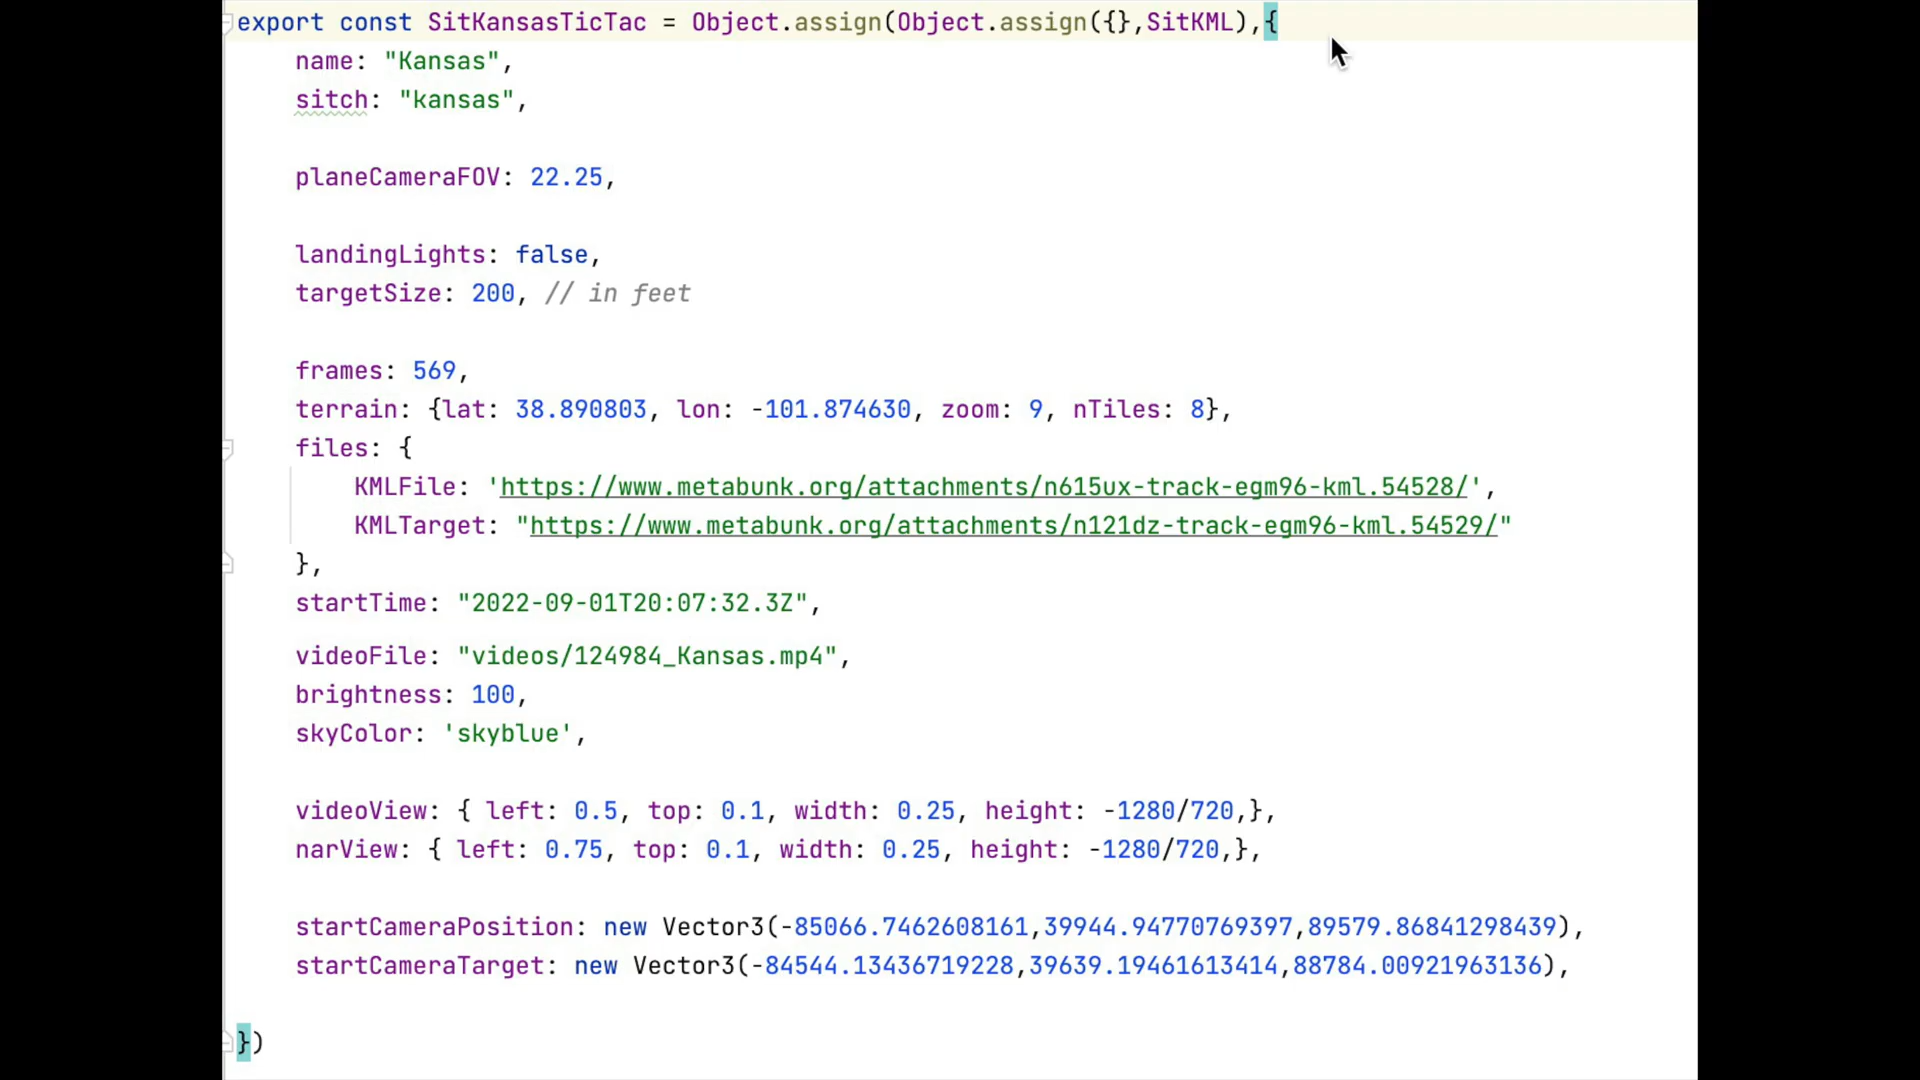 export const SitKansasTicTac = Object.assign(Object.assign({},SitKML),{
name: "Kansas",
sitch: "kansas",
planeCameraFOV: 22.25,
landingLights: false,
targetSize: 200, // in feet
frames: 569,
terrain: {lat: 38.890803, lon: -101.874630, zoom: 9, nTiles: 8},
files: {
KMLFile: 'https://www.metabunk.org/attachments/n615ux-track-egm96-kml.54528/',
KMLTarget: "https://www.metabunk.org/attachments/n121dz-track-egm96-kml.54529/"
},
startTime: "2022-09-01T20:07:32.3Z",
videoFile: "videos/124984_Kansas.mp4",
brightness: 100,
skyColor: 'skyblue',
videoView: { left: 0.5, top: 0.1, width: 0.25, height: -1280/720,},
narView: { left: 0.75, top: 0.1, width: 0.25, height: -1280/720,},
startCameraPosition: new Vector3(-85066.7462608161,39944.94770769397,89579.86841298439),
startCameraTarget: new Vector3(-84544.13436719228,39639.19461613414,88784.00921963136),
})